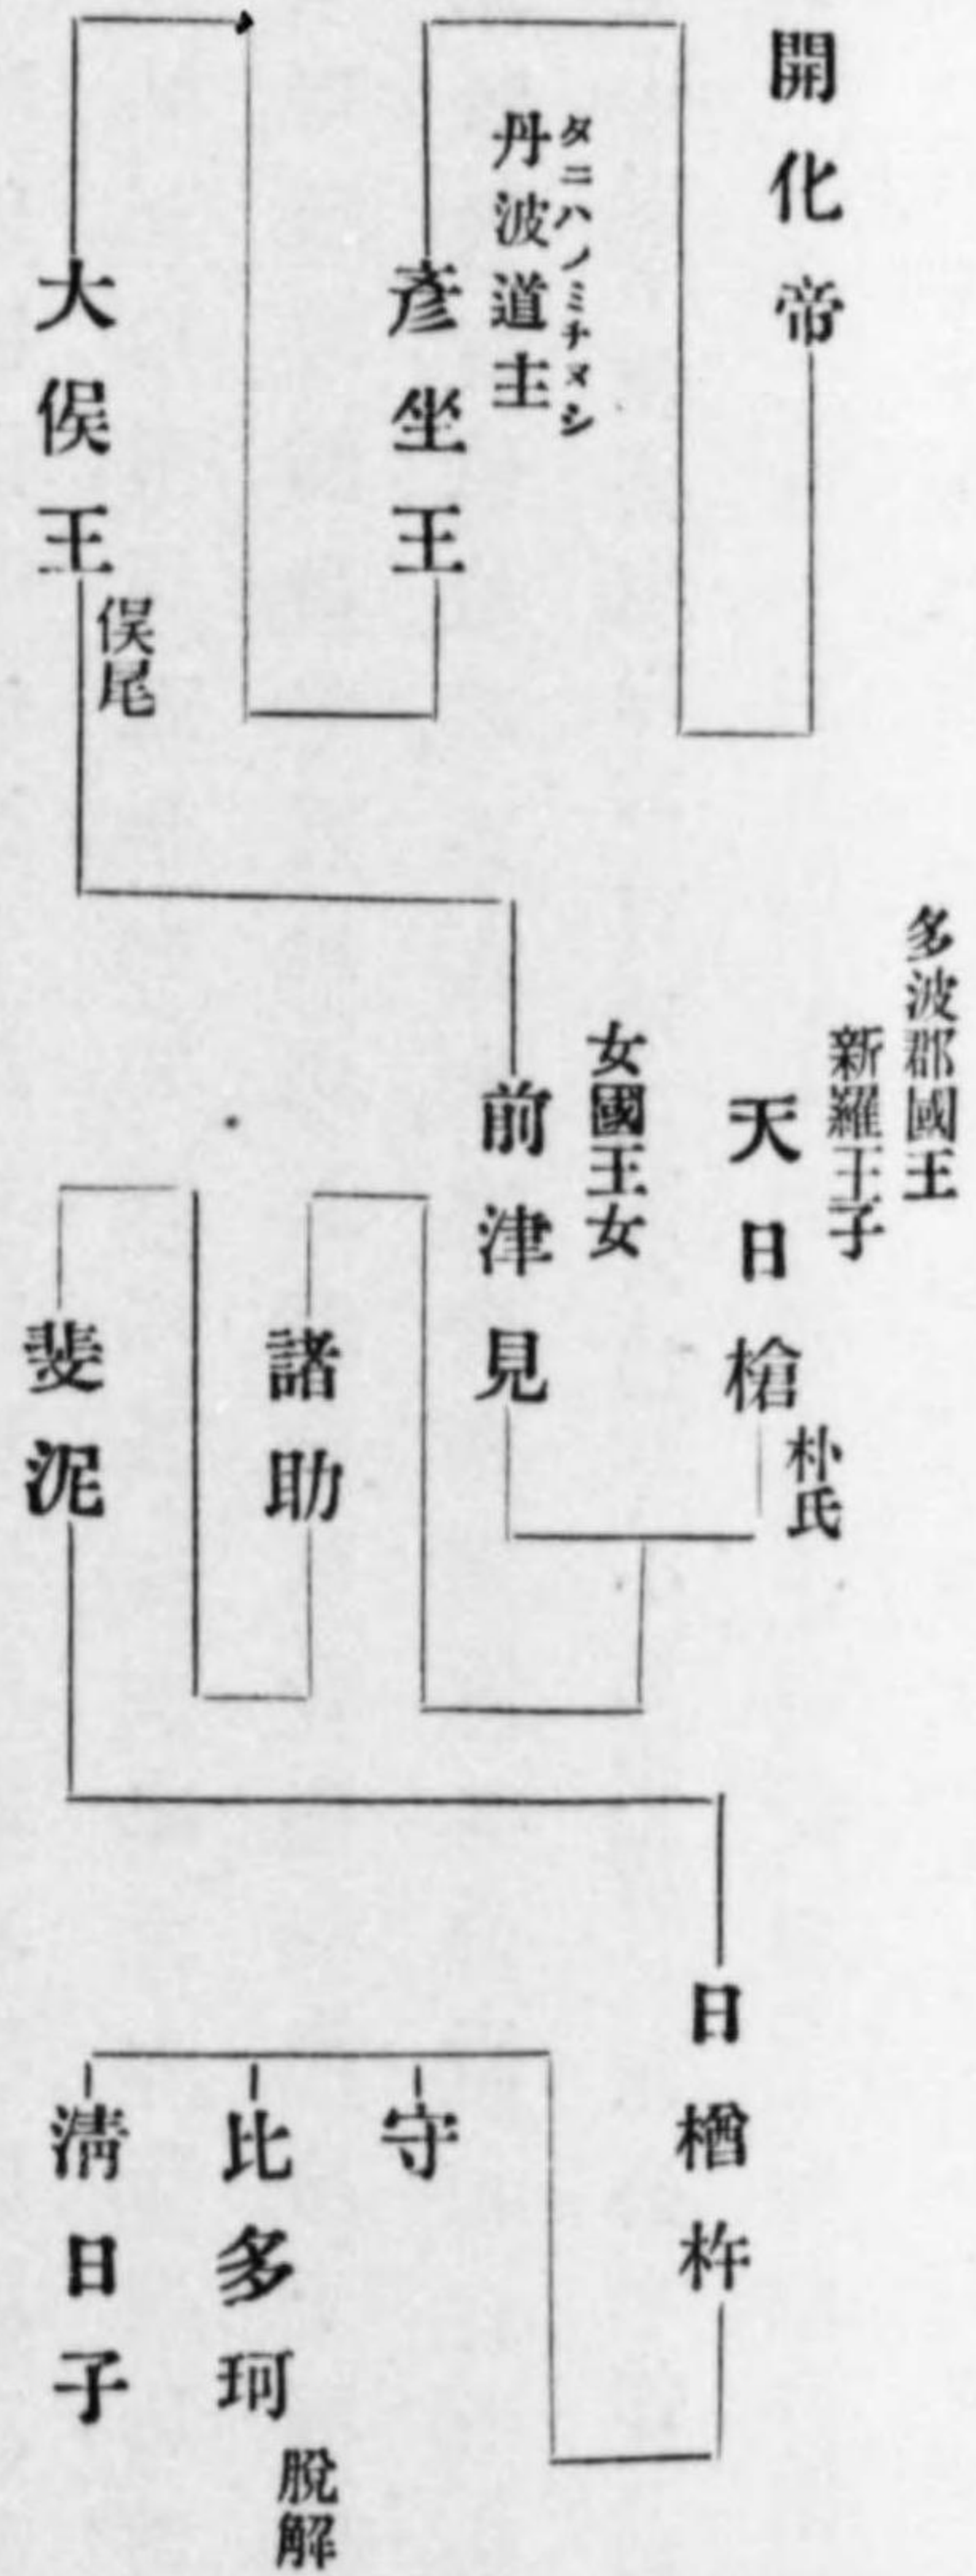 開化帝
タニハノミチヌシ
丹波道主
彦坐王
大俣王
俣尾
多波郡國王
新羅王子
天日槍
朴氏
女國王女
前津見
諸助
斐泥
日楢杵
守
比多珂
脫解
淸日子